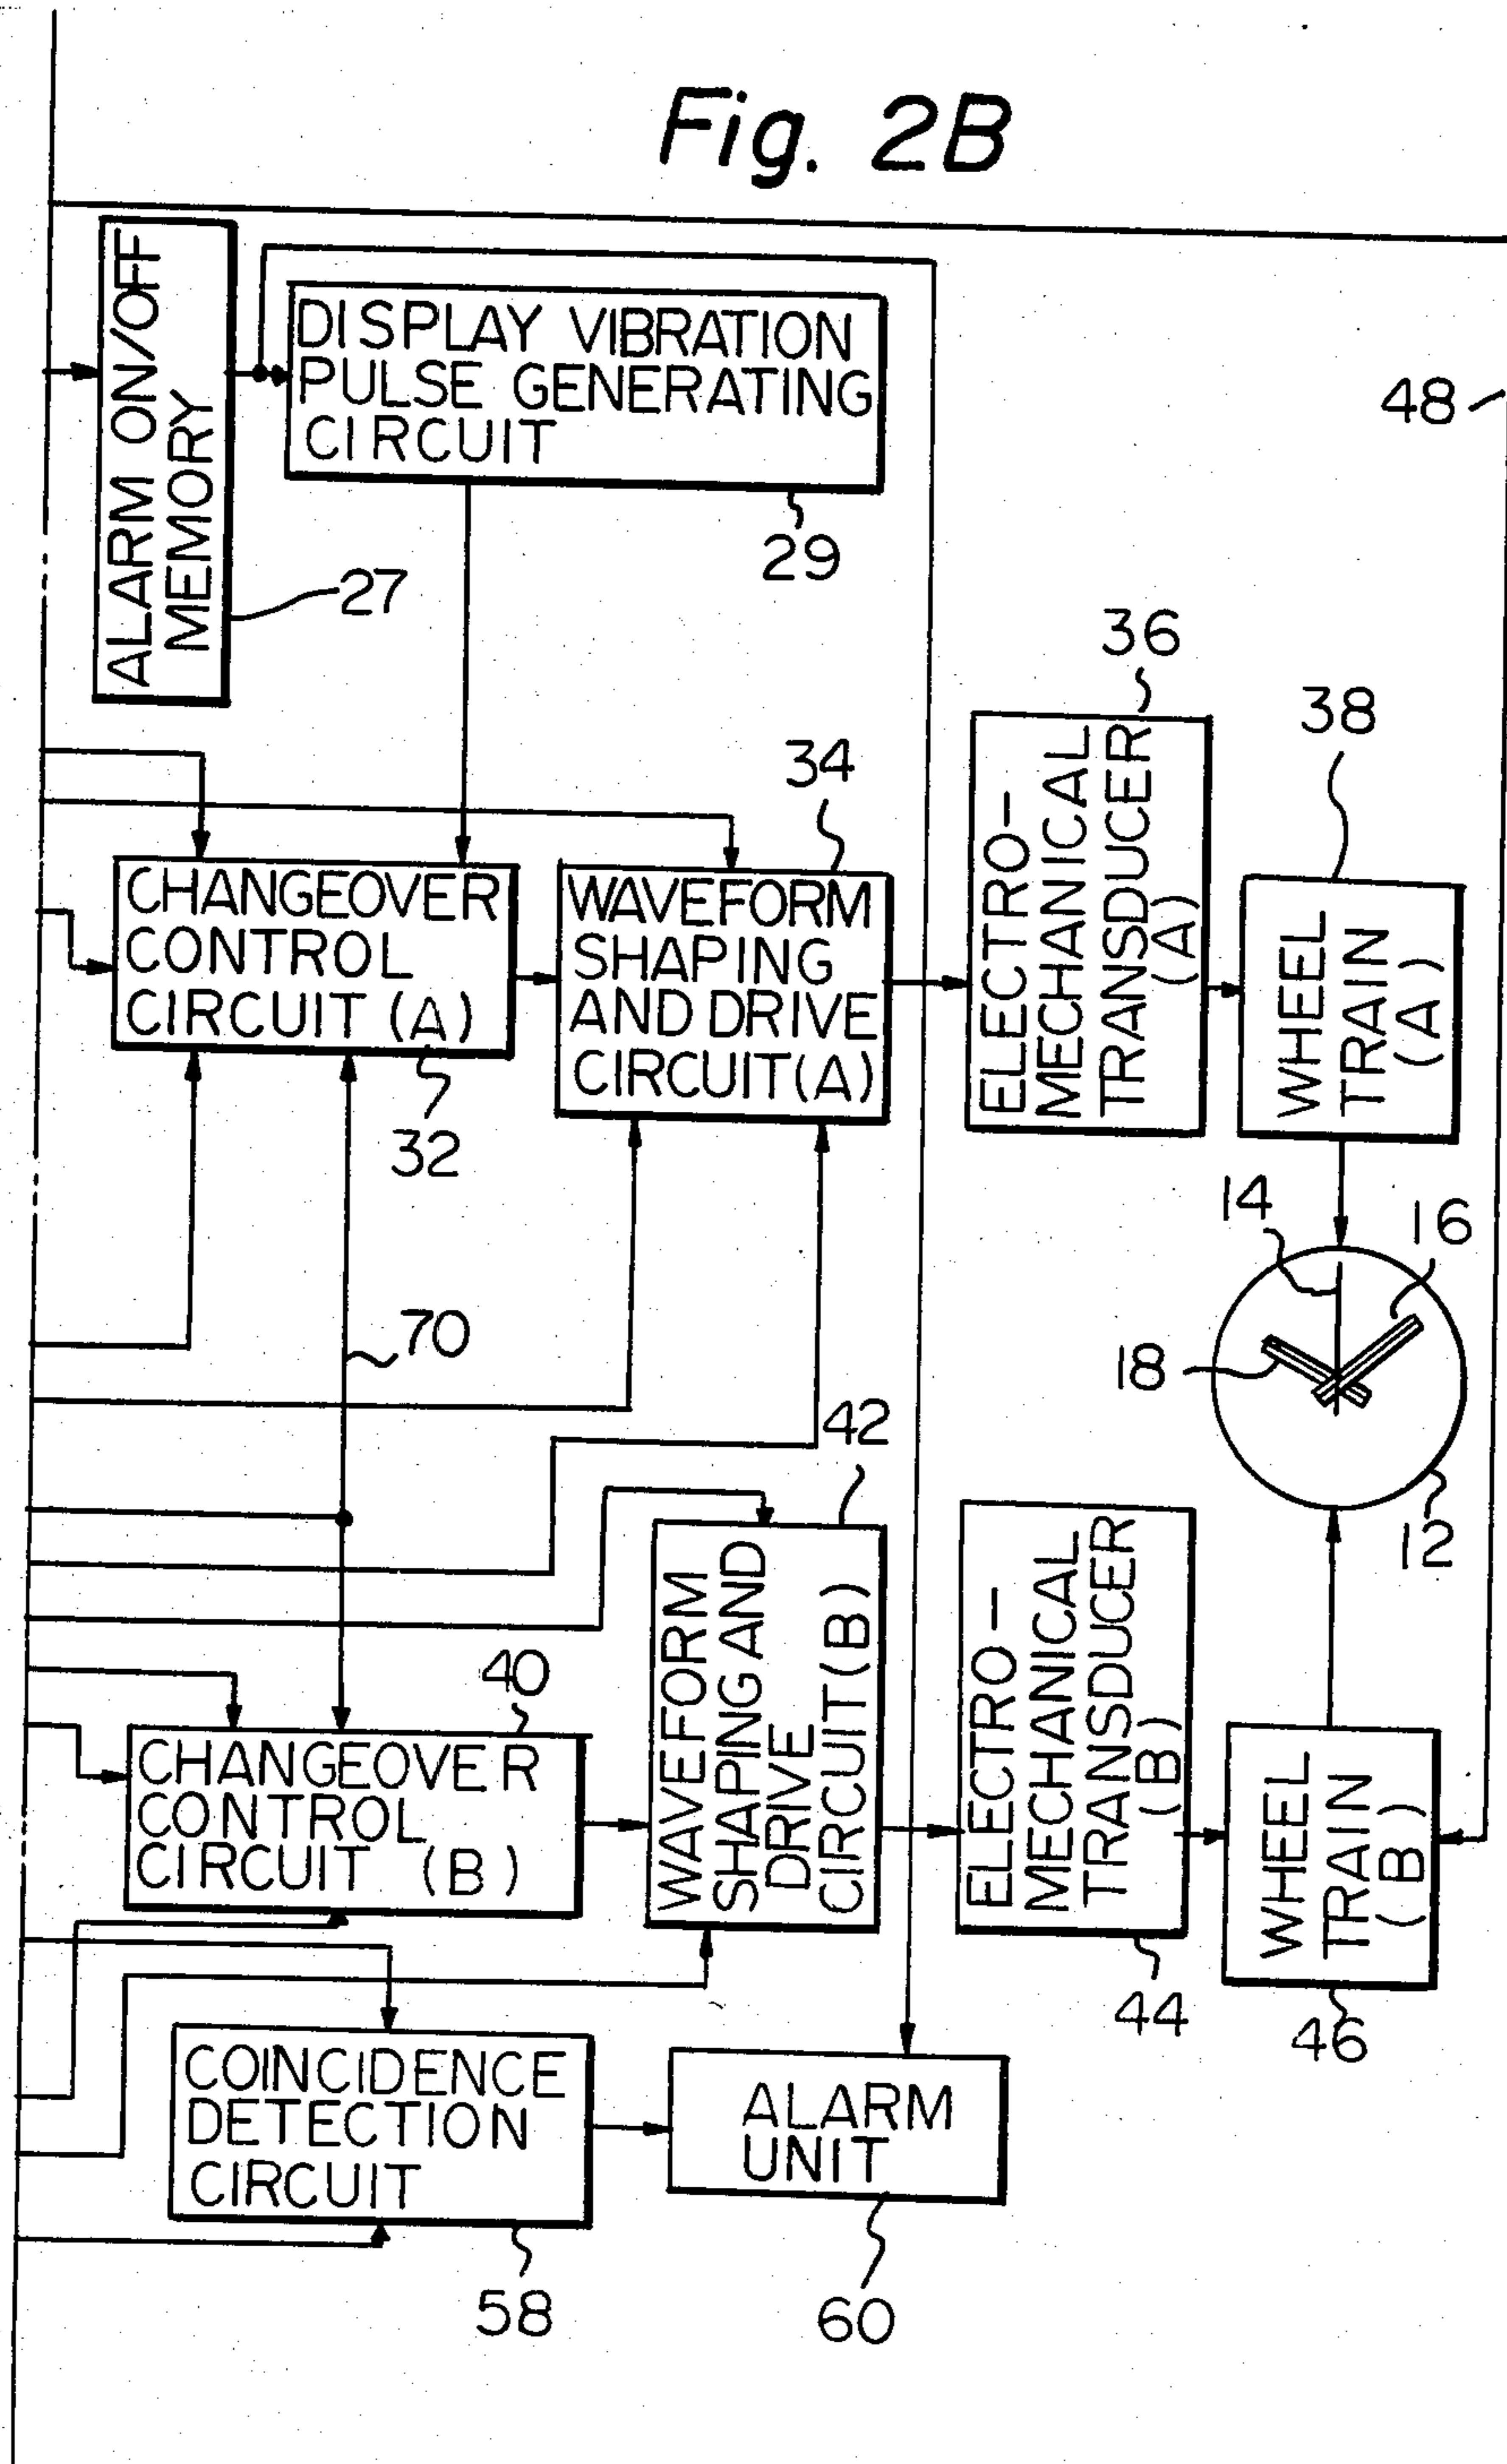 Fig. 2B
ALARM ON/OFF
MEMORY
27
DISPLAY VIBRATION
PULSE GENERATING
CIRCUIT
29
48
CHANGEOVER
CONTROL
CIRCUIT (A)
32
34
WAVEFORM
SHAPING
AND DRIVE
CIRCUIT (A)
36
ELECTRO-
MECHANICAL
TRANSDUCER
(A)
38
WHEEL
TRAIN
(A)
14
16
18
12
70
42
WAVEFORM
SHAPING AND
DRIVE
CIRCUIT (B)
40
CHANGEOVER
CONTROL
CIRCUIT (B)
ELECTRO-
MECHANICAL
TRANSDUCER
(B)
44
WHEEL
TRAIN
(B)
46
COINCIDENCE
DETECTION
CIRCUIT
58
ALARM
UNIT
60